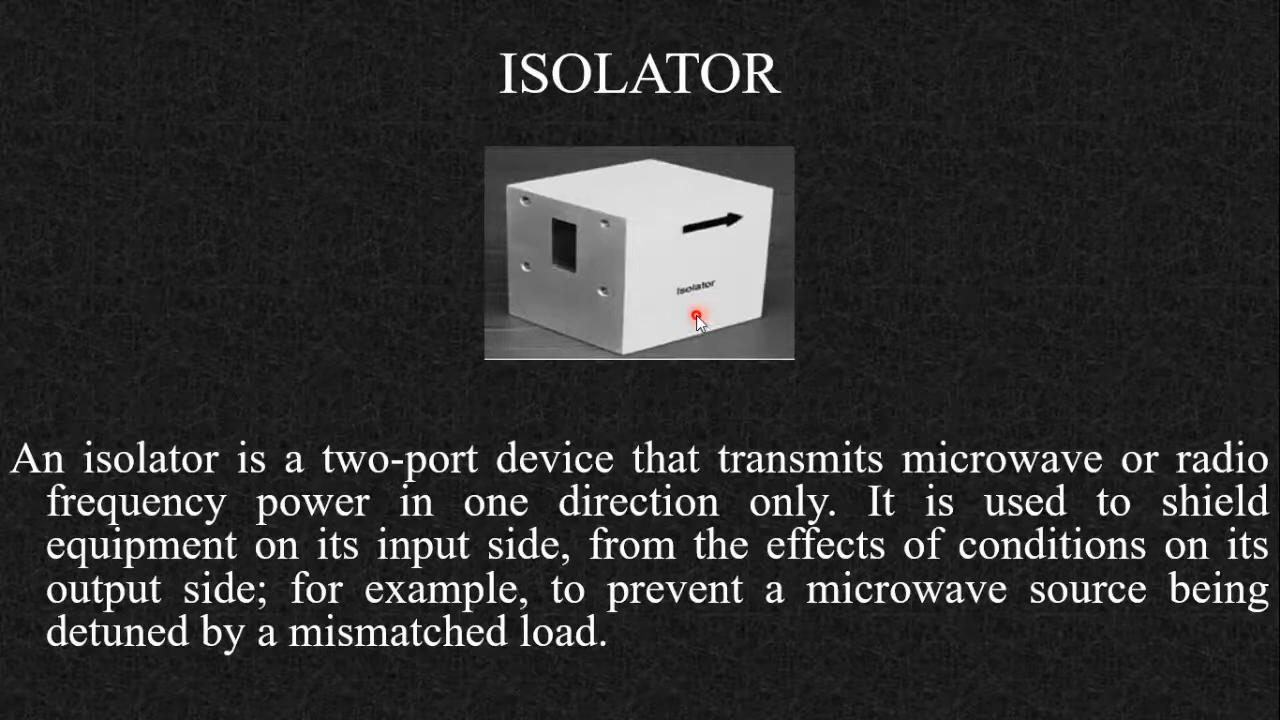 ISOLATOR
Isolator
An isolator is a two-port device that transmits microwave or radio
frequency power in one direction only. It is used to shield
equipment on its input side, from the effects of conditions on its
output side; for example, to prevent a microwave source being
detuned by a mismatched load.